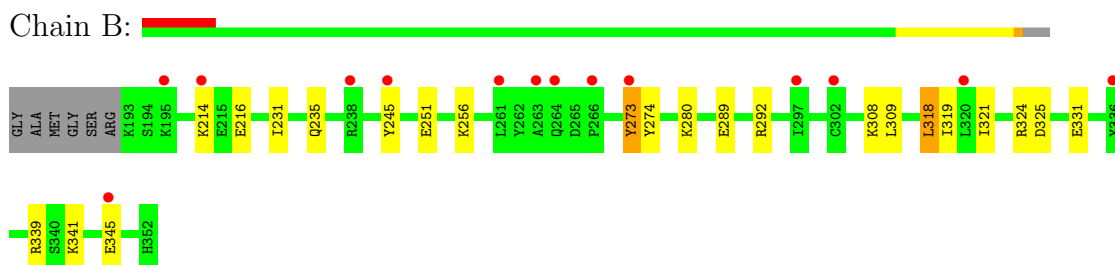 Chain B:
GLY ALA MET GLY SER ARG K193 S194 K195 K214 E215 E216 I231 Q235 R238 Y245 E251 K256 L261 Y262 A263 Q264 D265 P266 Y273 Y274 K280 E289 R292 I297 C302 K308 L309 L318 I319 L320 I321 R324 D325 E331 Y336
R339 S340 K341 E345 H352